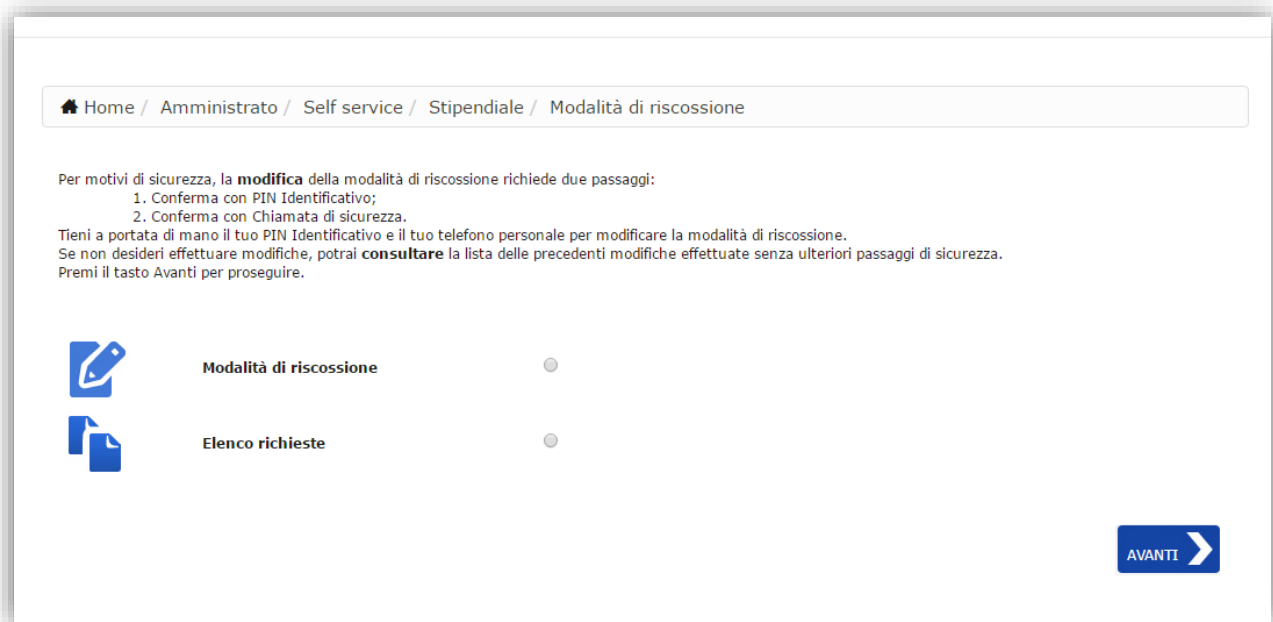 Home / Amministrato / Self service / Stipendiale / Modalità di riscossione
Per motivi di sicurezza, la modifica della modalità di riscossione richiede due passaggi:
1. Conferma con PIN Identificativo;
2. Conferma con Chiamata di sicurezza.
Tieni a portata di mano il tuo PIN Identificativo e il tuo telefono personale per modificare la modalità di riscossione.
Se non desideri effettuare modifiche, potrai consultare la lista delle precedenti modifiche effettuate senza ulteriori passaggi di sicurezza.
Premi il tasto Avanti per proseguire.
Modalità di riscossione
Elenco richieste
AVANTI